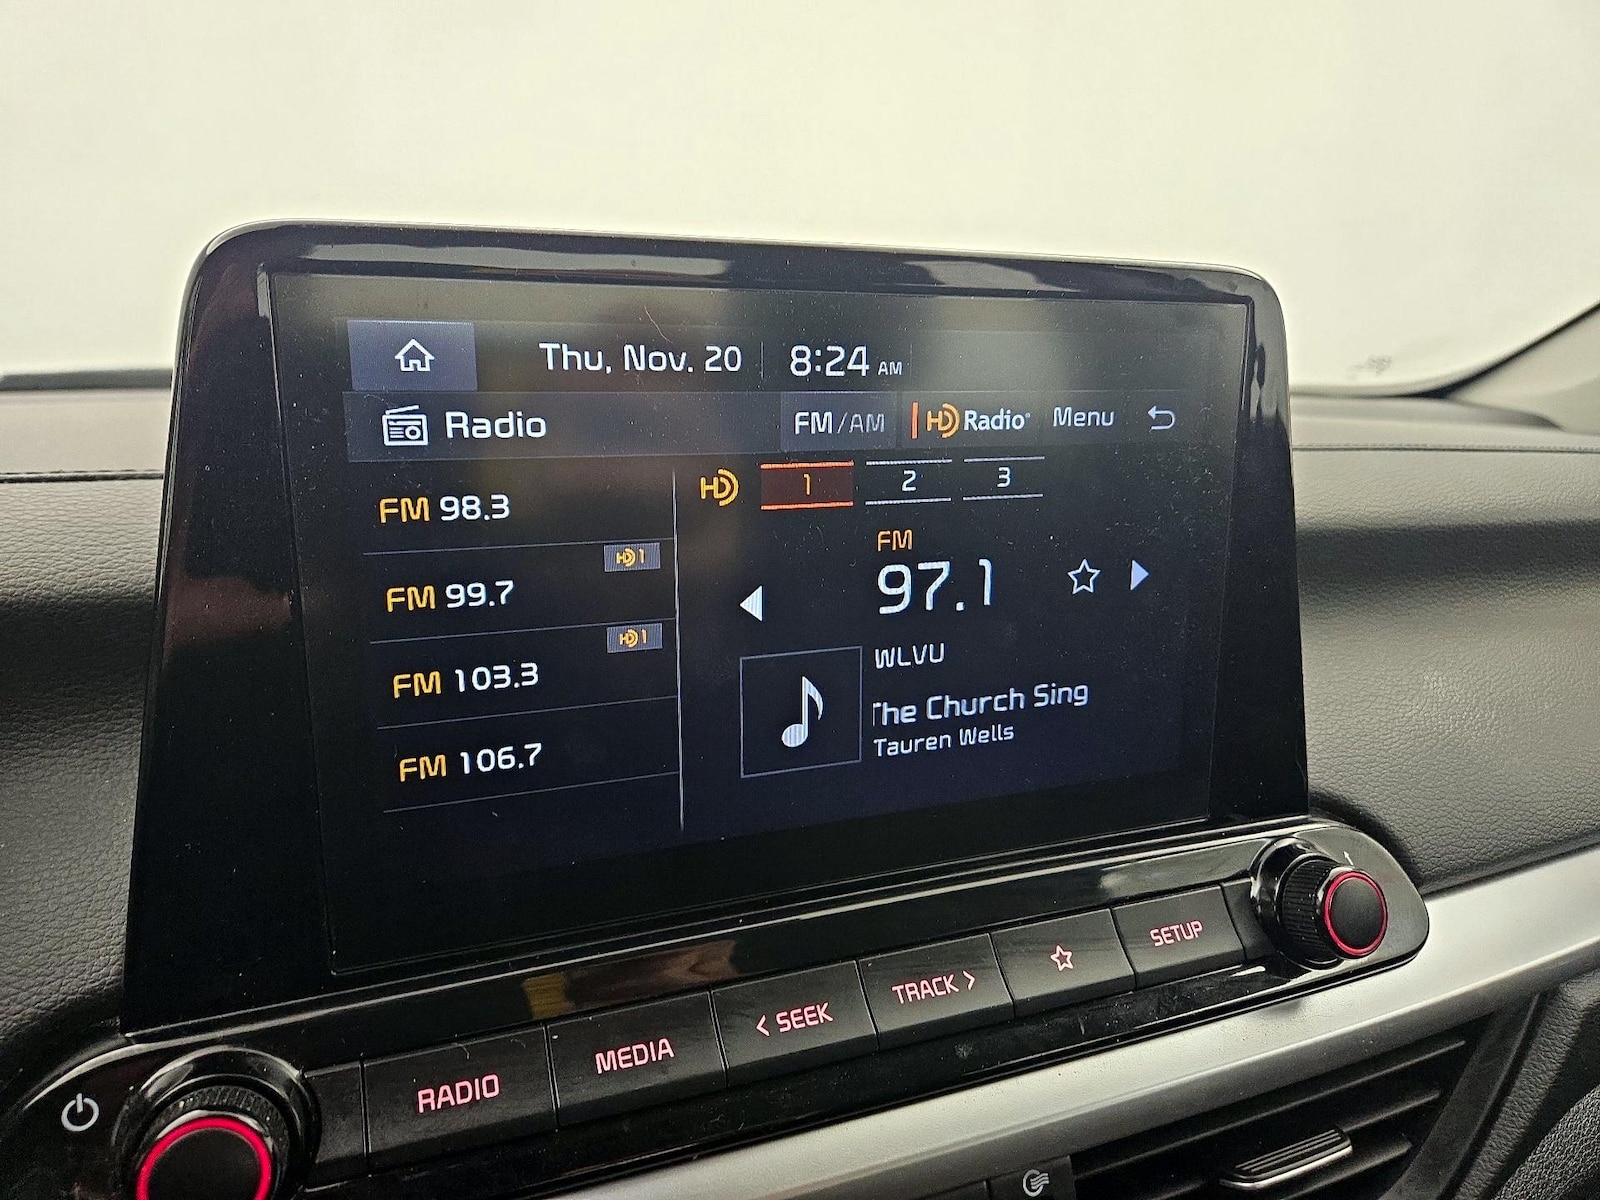 Thu, Nov. 20 8:24 AM
Radio FM/AM HD Radio® Menu
HD 1 2 3
FM 98.3
HD 1
FM 99.7
HD 1
FM 103.3
FM 106.7
FM
97.1
WLVU
The Church Sing
Tauren Wells
RADIO MEDIA < SEEK TRACK > SETUP